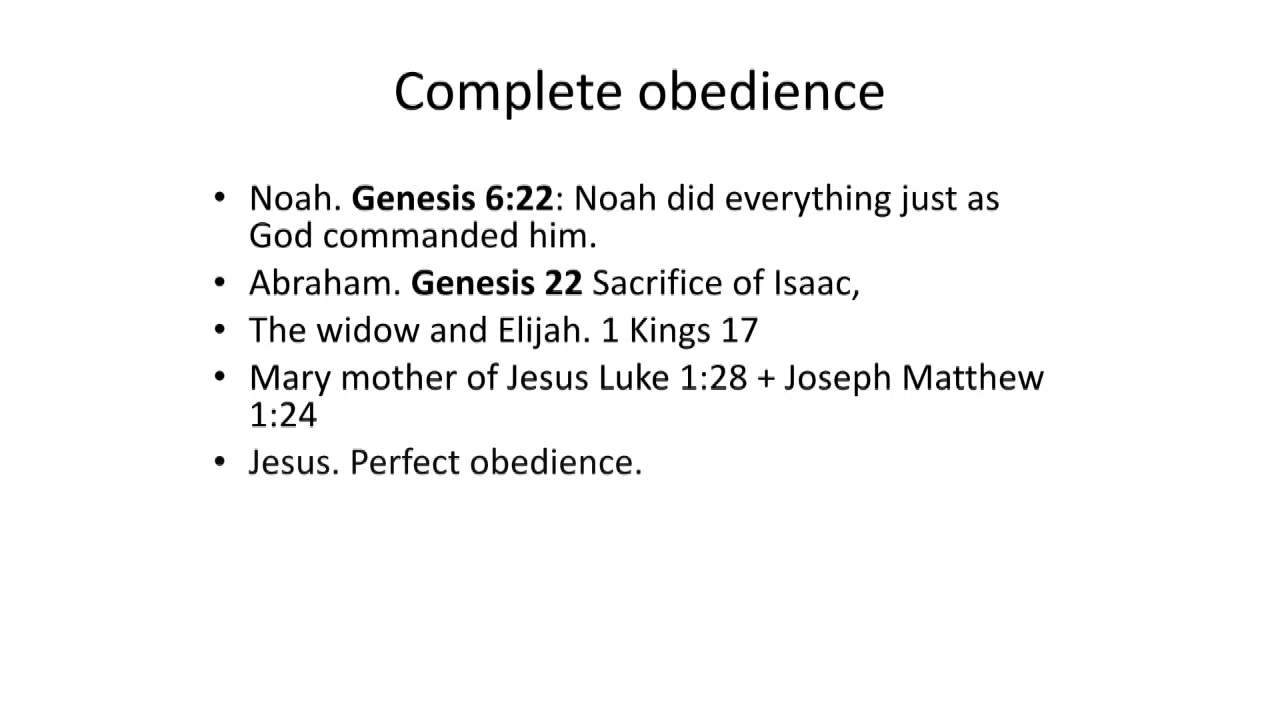 Complete obedience
• Noah. Genesis 6:22: Noah did everything just as
God commanded him.
• Abraham. Genesis 22 Sacrifice of Isaac,
• The widow and Elijah. 1 Kings 17
• Mary mother of Jesus Luke 1:28 + Joseph Matthew
1:24
• Jesus. Perfect obedience.